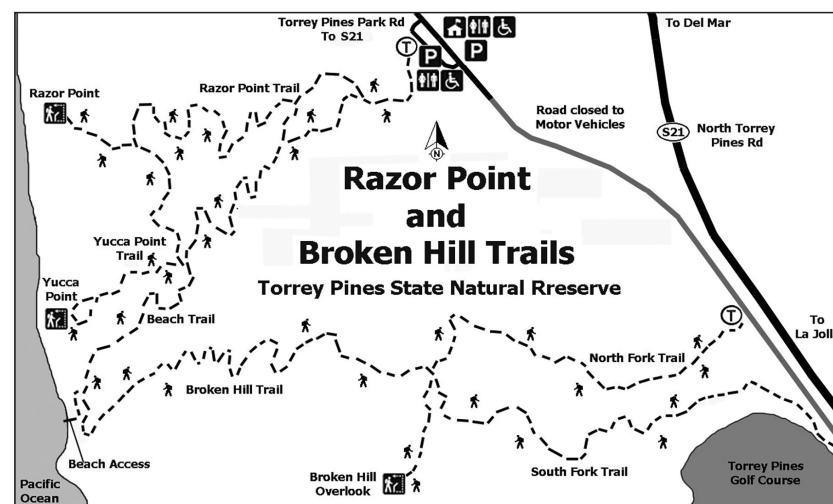 Torrey Pines Park Rd
To S21
To Del Mar
T
P
P
Razor Point
Razor Point Trail
Road closed to
Motor Vehicles
S21
North Torrey
Pines Rd
N
Razor Point
and
Broken Hill Trails
Torrey Pines State Natural Rreserve
Yucca Point
Trail
Yucca
Point
Beach Trail
T
To
La Joll
North Fork Trail
Broken Hill Trail
Beach Access
Pacific
Ocean
Broken Hill
Overlook
South Fork Trail
Torrey Pines
Golf Course